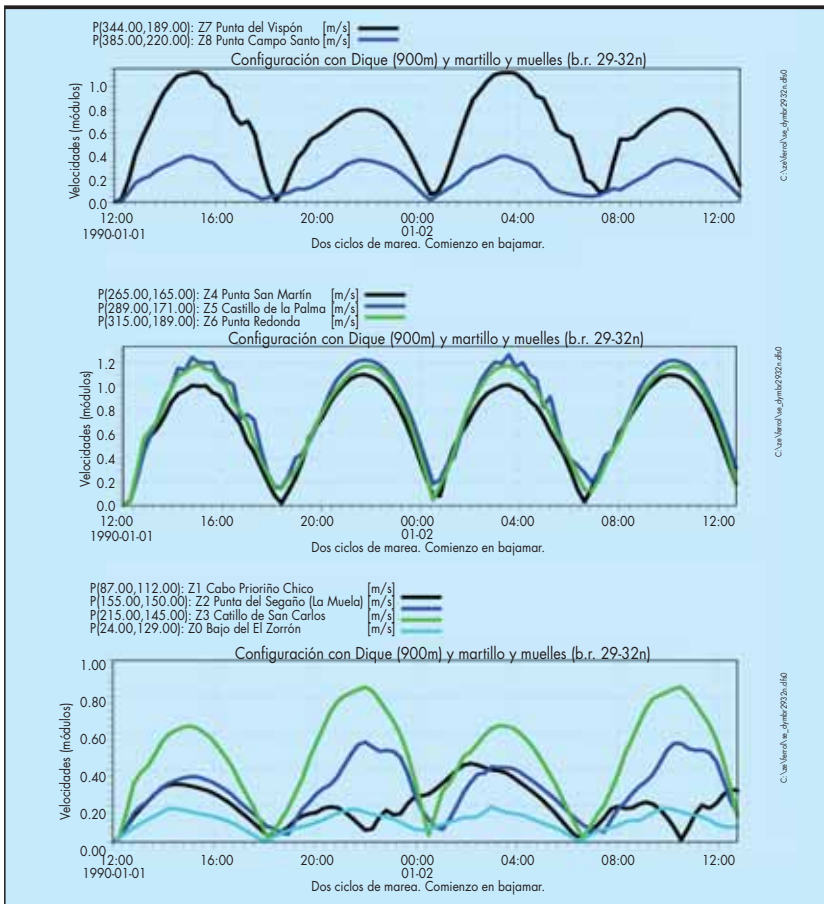 P(344.00,189.00): Z7 Punta del Vispón [m/s]
P(385.00,220.00): Z8 Punta Campo Santo [m/s]
Configuración con Dique (900m) y martillo y muelles (b.r. 29-32n)
Velocidades (módulos)
1.0
0.8
0.6
0.4
0.2
0.0
12:00 16:00 20:00 00:00 04:00 08:00 12:00
1990-01-01 01-02
Dos ciclos de marea. Comienzo en bajamar.
P(265.00,165.00): Z4 Punta San Martín [m/s]
P(289.00,171.00): Z5 Castillo de la Palma [m/s]
P(315.00,189.00): Z6 Punta Redonda [m/s]
Configuración con Dique (900m) y martillo y muelles (b.r. 29-32n)
Velocidades (módulos)
1.2
1.0
0.8
0.6
0.4
0.2
0.0
12:00 16:00 20:00 00:00 04:00 08:00 12:00
1990-01-01 01-02
Dos ciclos de marea. Comienzo en bajamar.
P(87.00,112.00): Z1 Cabo Prioriño Chico [m/s]
P(155.00,150.00): Z2 Punta del Segaño (La Muela) [m/s]
P(215.00,145.00): Z3 Catillo de San Carlos [m/s]
P(24.00,129.00): Z0 Bajo del El Zorrón [m/s]
Configuración con Dique (900m) y martillo y muelles (b.r. 29-32n)
Velocidades (módulos)
1.00
0.80
0.60
0.40
0.20
0.00
12:00 16:00 20:00 00:00 04:00 08:00 12:00
1990-01-01 01-02
Dos ciclos de marea. Comienzo en bajamar.